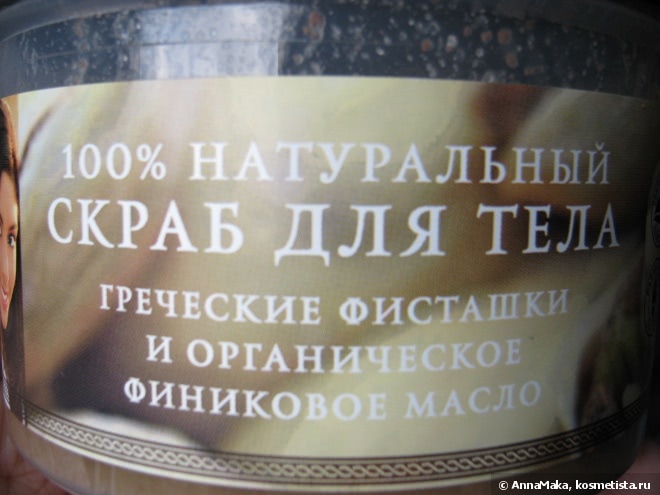 100% НАТУРАЛЬНЫЙ
СКРАБ ДЛЯ ТЕЛА
ГРЕЧЕСКИЕ ФИСТАШКИ
И ОРГАНИЧЕСКОЕ
ФИНИКОВОЕ МАСЛО
© AnnaMaka, kosmetista.ru